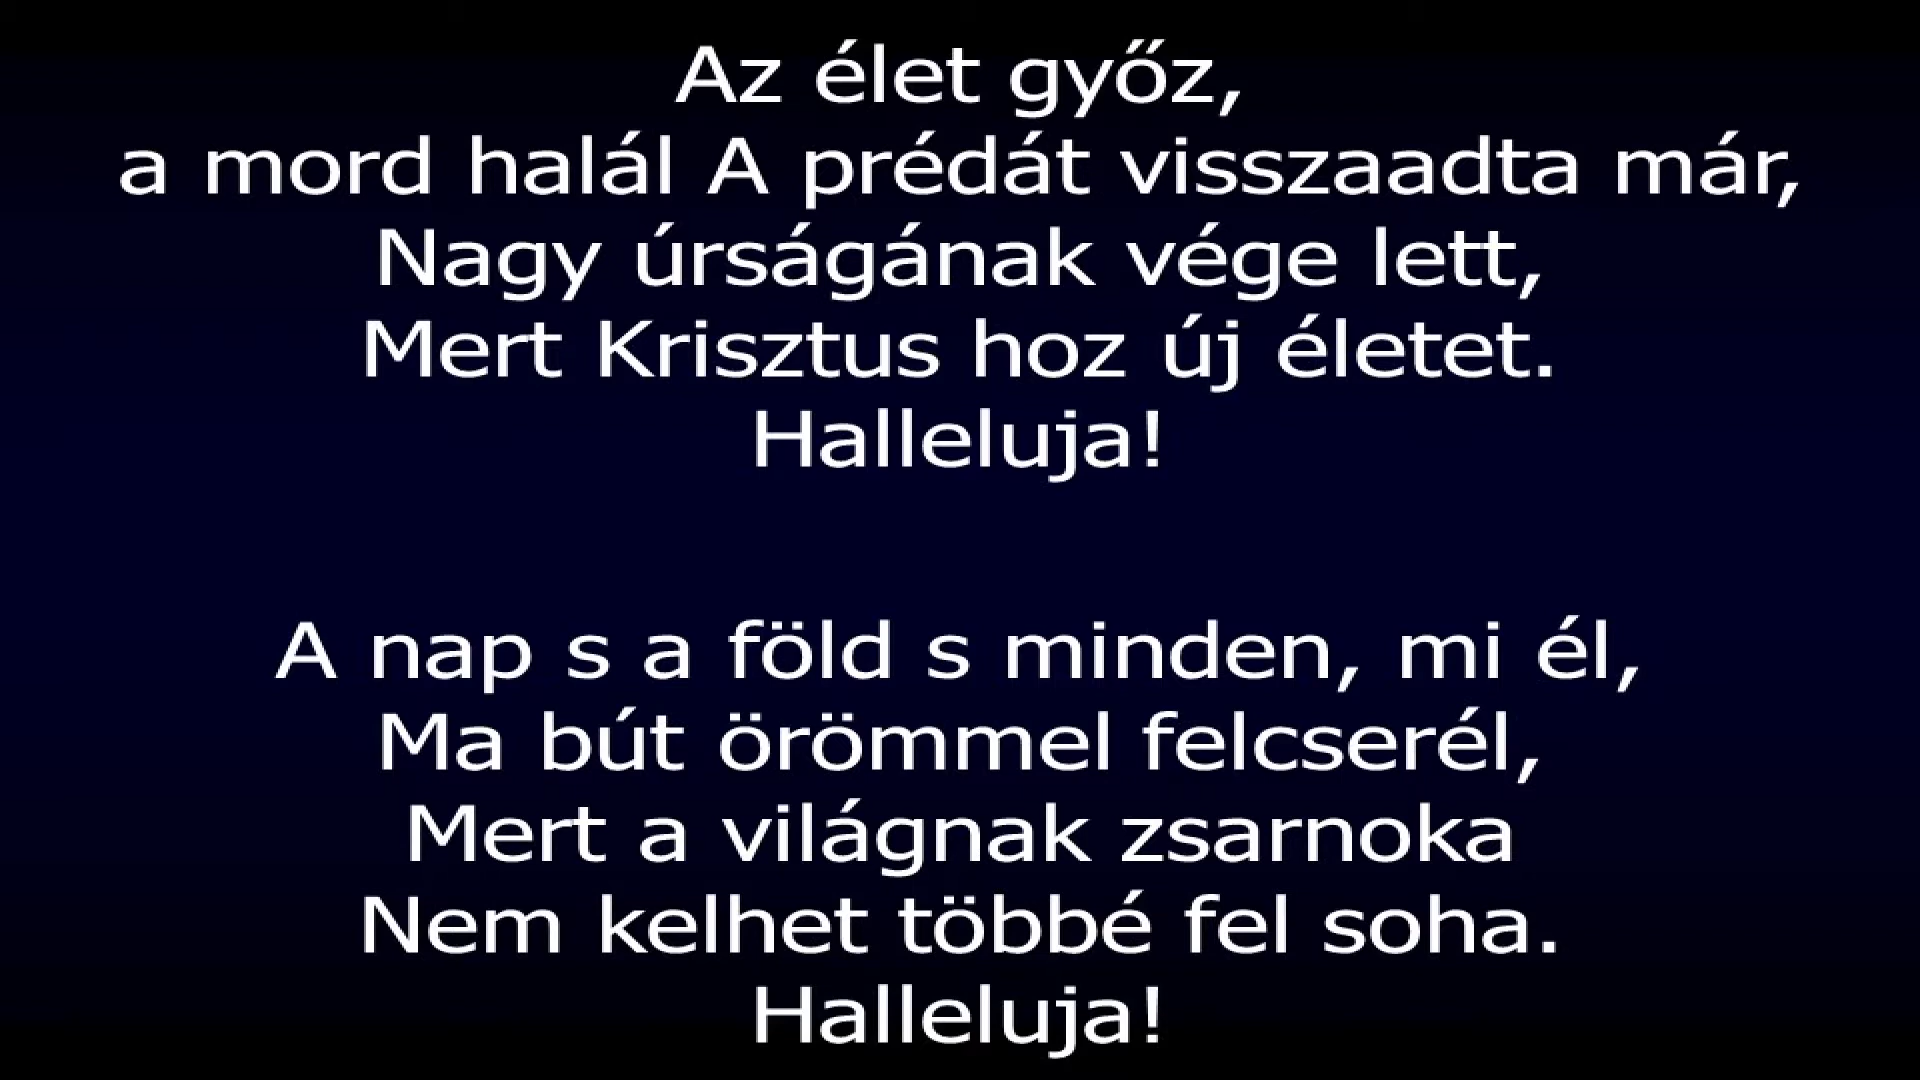 Az élet győz,
a mord halál A prédát visszaadta már,
Nagy úrságának vége lett,
Mert Krisztus hoz új életet.
Halleluja!
A nap s a föld s minden, mi él,
Ma bút örömmel felcserél,
Mert a világnak zsarnoka
Nem kelhet többé fel soha.
Halleluja!